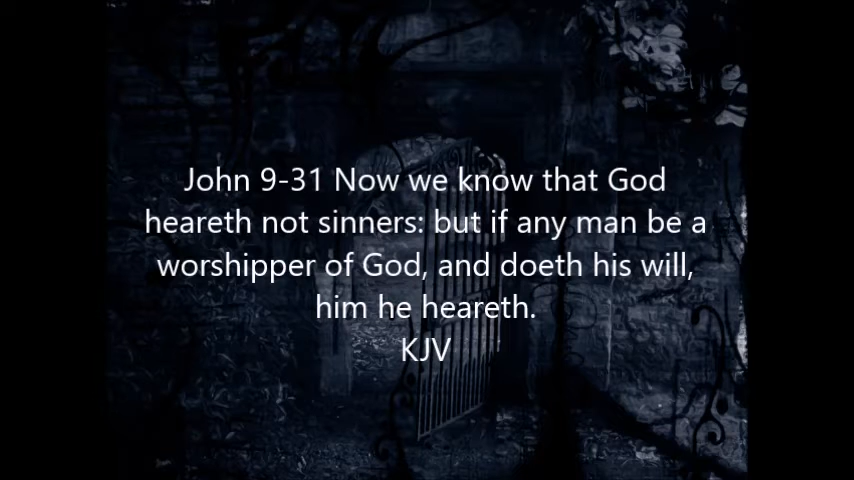 John 9-31 Now we know that God
heareth not sinners: but if any man be a
worshipper of God, and doeth his will,
him he heareth.
KJV